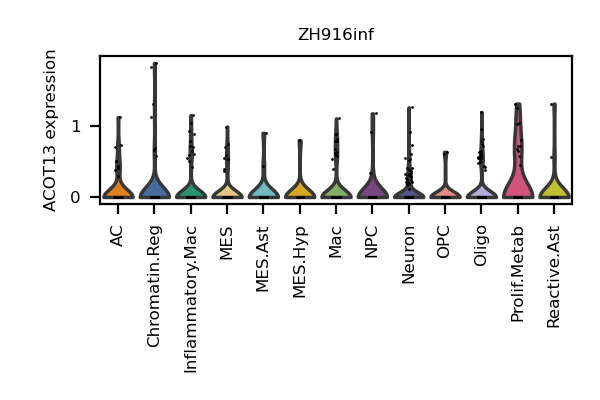 ZH916inf
ACOT13 expression
1
0
AC
Chromatin.Reg
Inflammatory.Mac
MES
MES.Ast
MES.Hyp
Mac
NPC
Neuron
OPC
Oligo
Prolif.Metab
Reactive.Ast